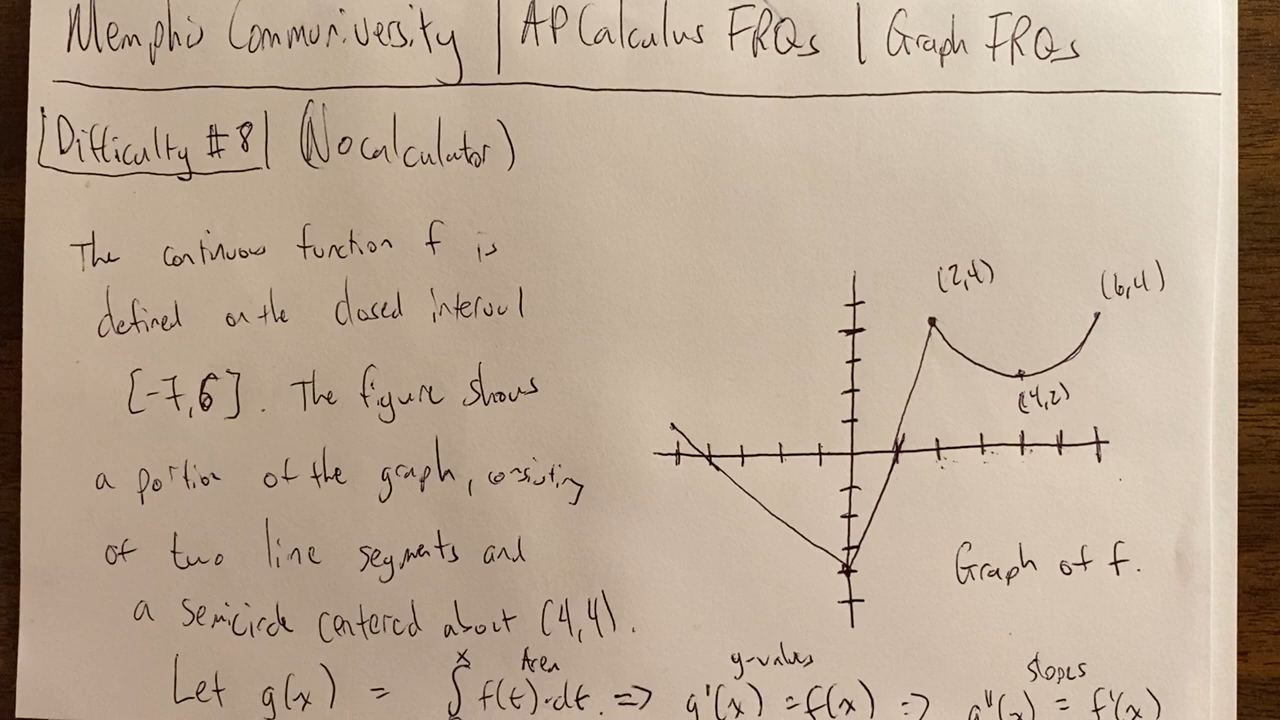 Memphis Communiversity | AP Calculus FRQs | Graph FRQs
Difficulty #8 (No calculator)
The continuous function f is
defined on the closed interval
[-7,6]. The figure shows
a portion of the graph, consisting
of two line segments and
a semicircle centered about (4,4).
(2,4)
(6,4)
(4,2)
Graph of f.
Area
y-values
slopes
Let g(x) = ∫ˣ f(t)·dt. => g'(x) = f(x) => g''(x) = f'(x)